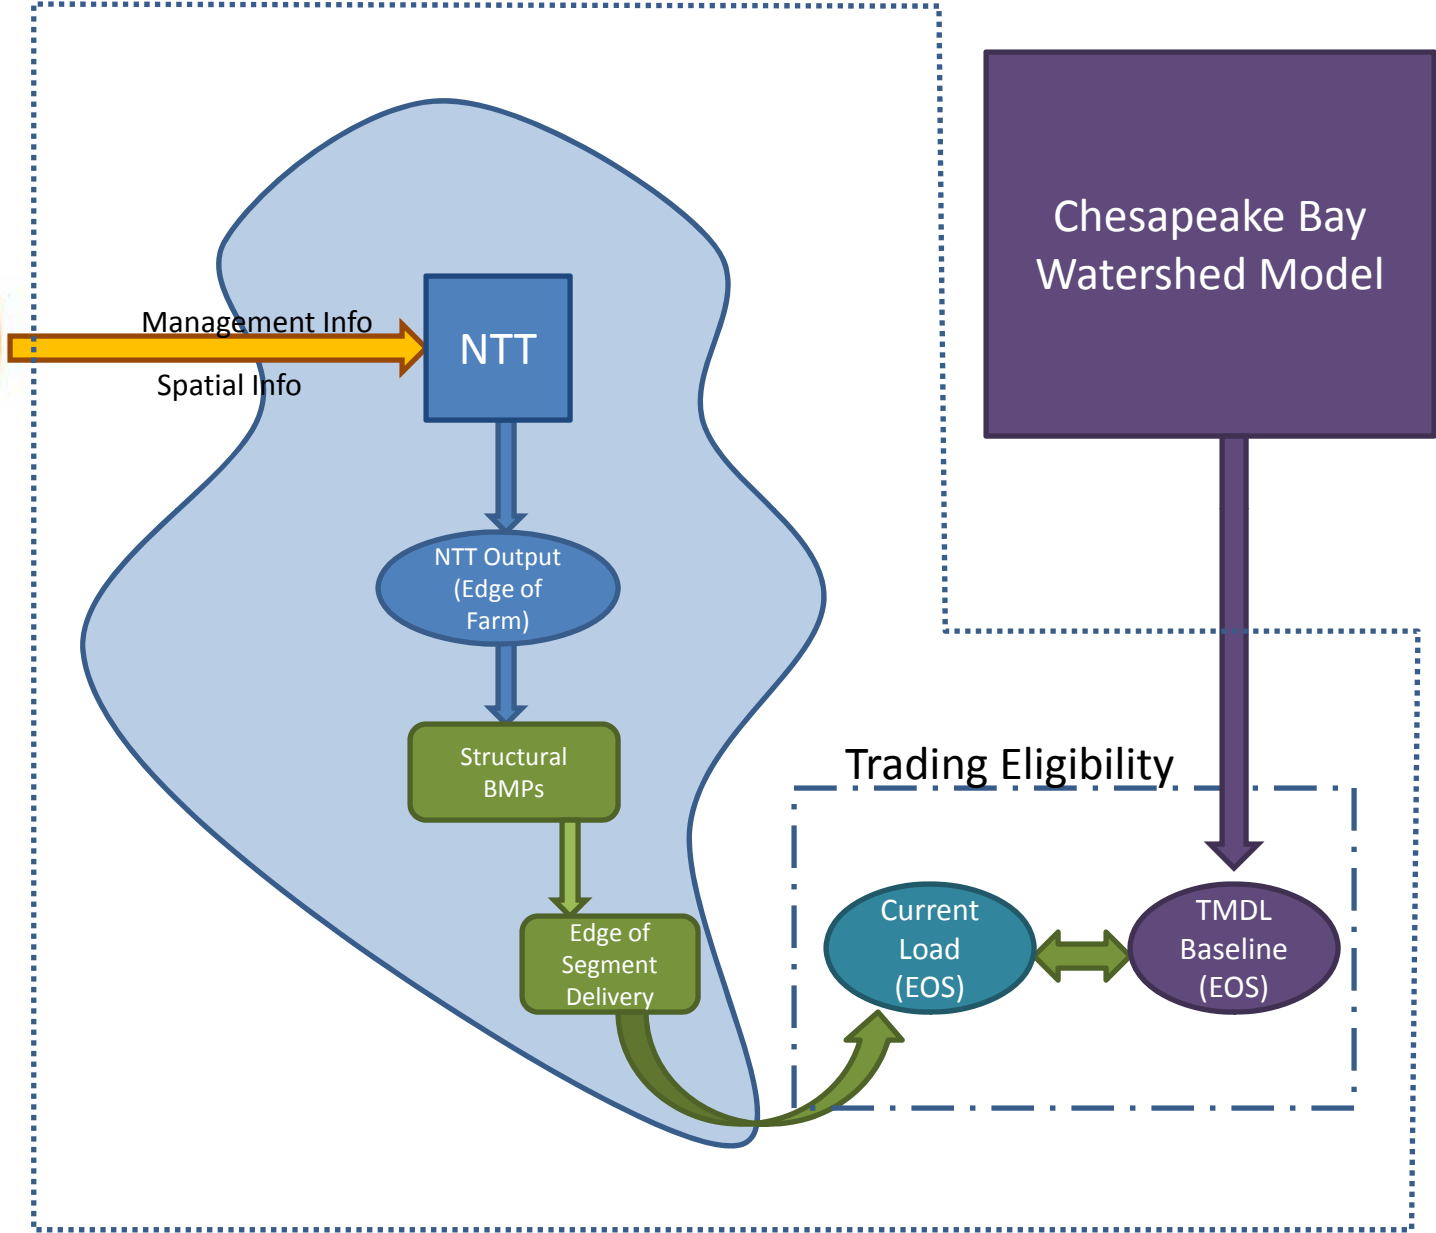 Chesapeake Bay
Watershed Model
Management Info
NTT
Spatial Info
NTT Output
(Edge of
Farm)
Structural
BMPs
Trading Eligibility
Edge of
Segment
Delivery
Current
Load
(EOS)
TMDL
Baseline
(EOS)